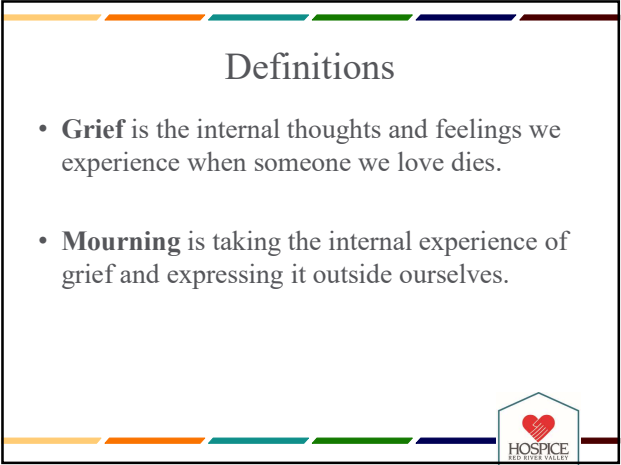 Definitions
• Grief is the internal thoughts and feelings we
experience when someone we love dies.
• Mourning is taking the internal experience of
grief and expressing it outside ourselves.
HOSPICE
RED RIVER VALLEY